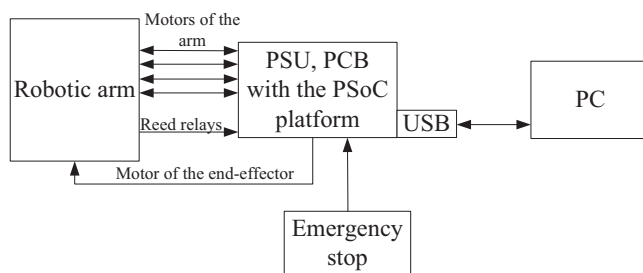 Motors of the
arm
Robotic arm
PSU, PCB
with the PSoC
platform
USB
PC
Reed relays
Motor of the end-effector
Emergency
stop